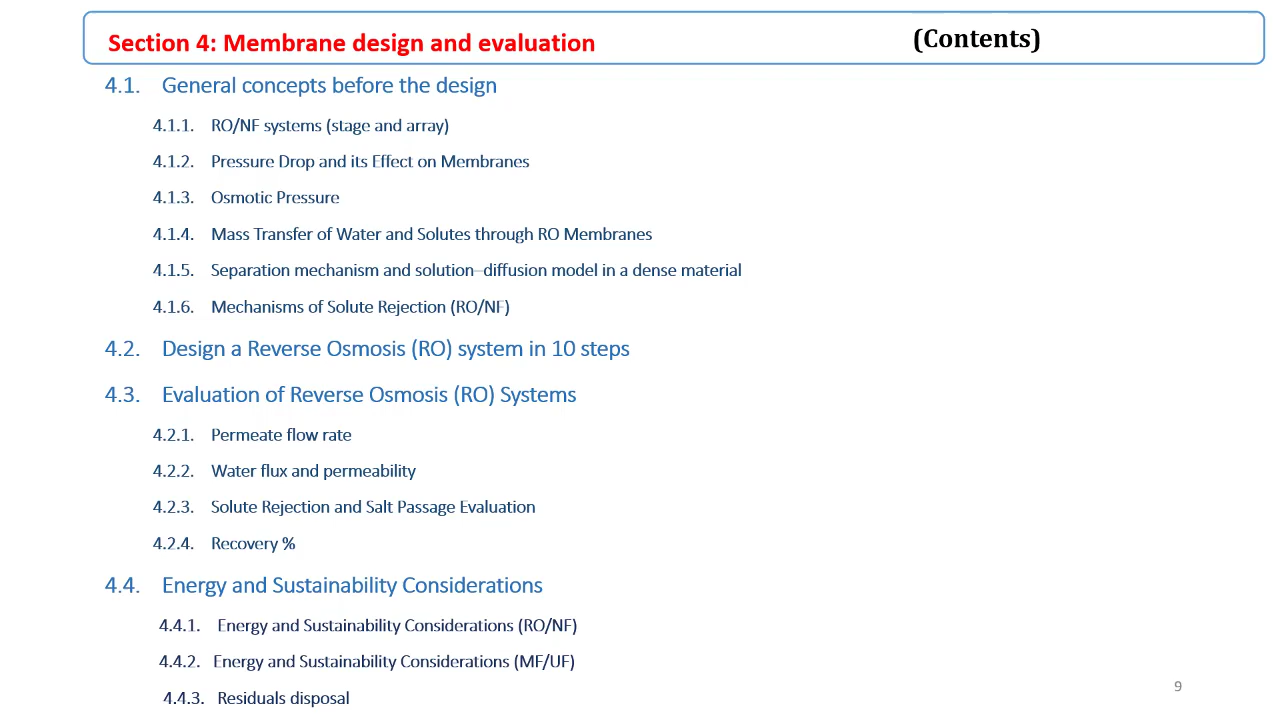 Section 4: Membrane design and evaluation (Contents)
4.1. General concepts before the design
4.1.1. RO/NF systems (stage and array)
4.1.2. Pressure Drop and its Effect on Membranes
4.1.3. Osmotic Pressure
4.1.4. Mass Transfer of Water and Solutes through RO Membranes
4.1.5. Separation mechanism and solution–diffusion model in a dense material
4.1.6. Mechanisms of Solute Rejection (RO/NF)
4.2. Design a Reverse Osmosis (RO) system in 10 steps
4.3. Evaluation of Reverse Osmosis (RO) Systems
4.2.1. Permeate flow rate
4.2.2. Water flux and permeability
4.2.3. Solute Rejection and Salt Passage Evaluation
4.2.4. Recovery %
4.4. Energy and Sustainability Considerations
4.4.1. Energy and Sustainability Considerations (RO/NF)
4.4.2. Energy and Sustainability Considerations (MF/UF)
4.4.3. Residuals disposal
9